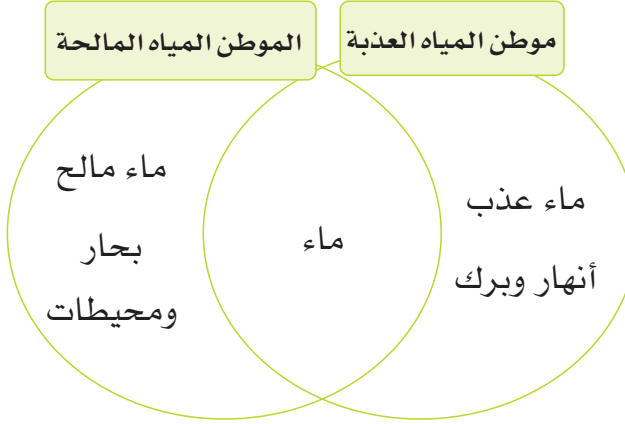 موطن المياه العذبة
الموطن المياه المالحة
ماء عذب
أنهار وبرك
ماء
ماء مالح
بحار
ومحيطات